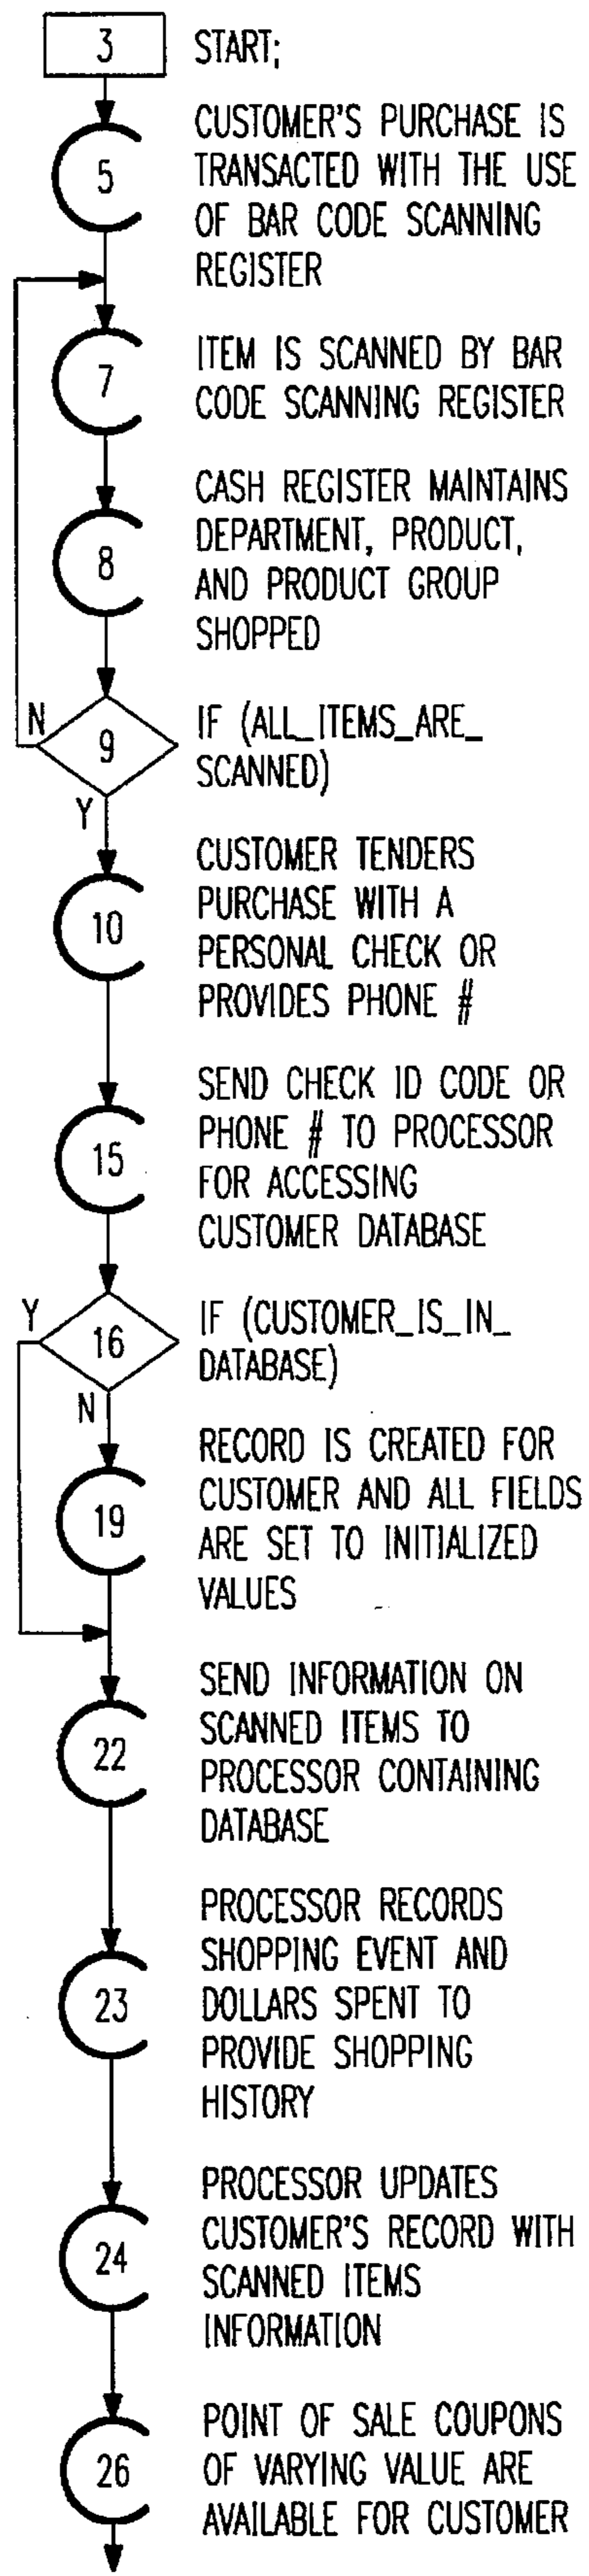 3 START;
5 CUSTOMER'S PURCHASE IS
TRANSACTED WITH THE USE
OF BAR CODE SCANNING
REGISTER
7 ITEM IS SCANNED BY BAR
CODE SCANNING REGISTER
8 CASH REGISTER MAINTAINS
DEPARTMENT, PRODUCT,
AND PRODUCT GROUP
SHOPPED
N 9 IF (ALL_ITEMS_ARE_
SCANNED)
Y
10 CUSTOMER TENDERS
PURCHASE WITH A
PERSONAL CHECK OR
PROVIDES PHONE #
15 SEND CHECK ID CODE OR
PHONE # TO PROCESSOR
FOR ACCESSING
CUSTOMER DATABASE
Y 16 IF (CUSTOMER_IS_IN_
DATABASE)
N
19 RECORD IS CREATED FOR
CUSTOMER AND ALL FIELDS
ARE SET TO INITIALIZED
VALUES
22 SEND INFORMATION ON
SCANNED ITEMS TO
PROCESSOR CONTAINING
DATABASE
23 PROCESSOR RECORDS
SHOPPING EVENT AND
DOLLARS SPENT TO
PROVIDE SHOPPING
HISTORY
24 PROCESSOR UPDATES
CUSTOMER'S RECORD WITH
SCANNED ITEMS
INFORMATION
26 POINT OF SALE COUPONS
OF VARYING VALUE ARE
AVAILABLE FOR CUSTOMER